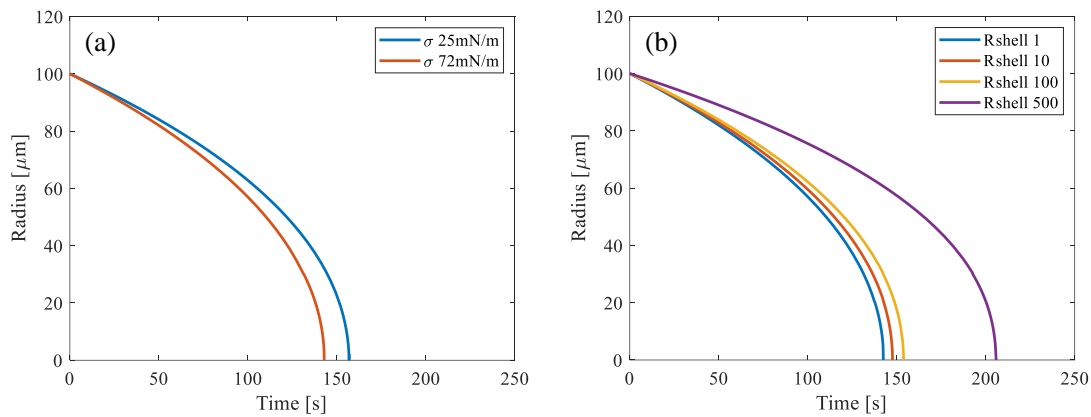 (a)
σ 25mN/m
σ 72mN/m
120
100
80
60
40
20
0
Radius [μm]
0 50 100 150 200 250
Time [s]
(b)
Rshell 1
Rshell 10
Rshell 100
Rshell 500
120
100
80
60
40
20
0
Radius [μm]
0 50 100 150 200 250
Time [s]